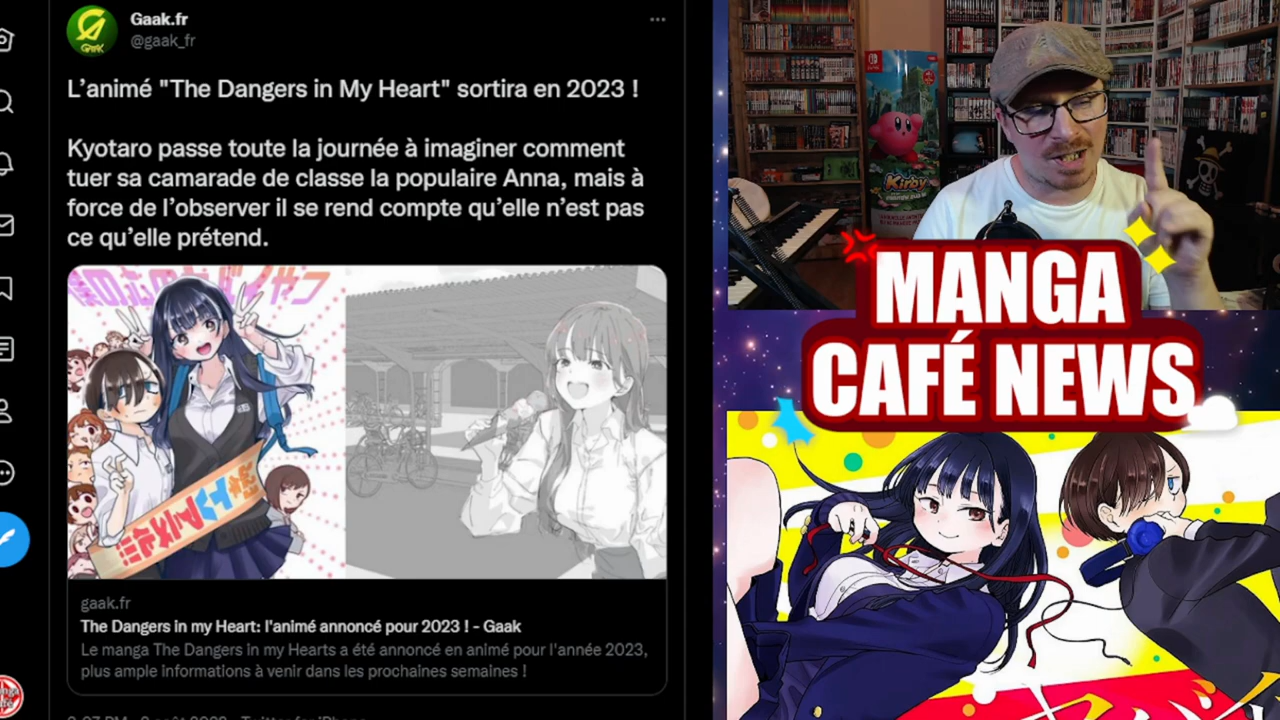 Gaak.fr
@gaak_fr
L'animé "The Dangers in My Heart" sortira en 2023 !
Kyotaro passe toute la journée à imaginer comment
tuer sa camarade de classe la populaire Anna, mais à
force de l'observer il se rend compte qu'elle n'est pas
ce qu'elle prétend.
gaak.fr
The Dangers in my Heart: l'animé annoncé pour 2023 ! - Gaak
Le manga The Dangers in my Hearts a été annoncé en animé pour l'année 2023,
plus ample informations à venir dans les prochaines semaines !
Kirby
MANGA
CAFÉ NEWS